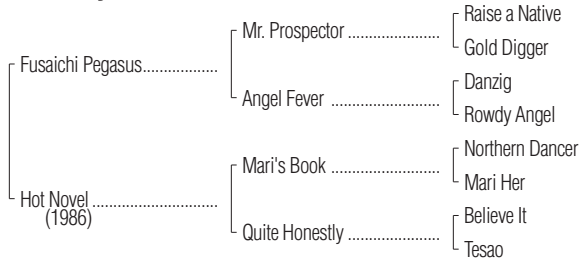 Raise a Native
Mr. Prospector ......................
Gold Digger
Fusaichi Pegasus..................
Danzig
Angel Fever ..........................
Rowdy Angel
Northern Dancer
Mari's Book ..........................
Mari Her
Hot Novel ..............................
(1986)
Believe It
Quite Honestly ......................
Tesao